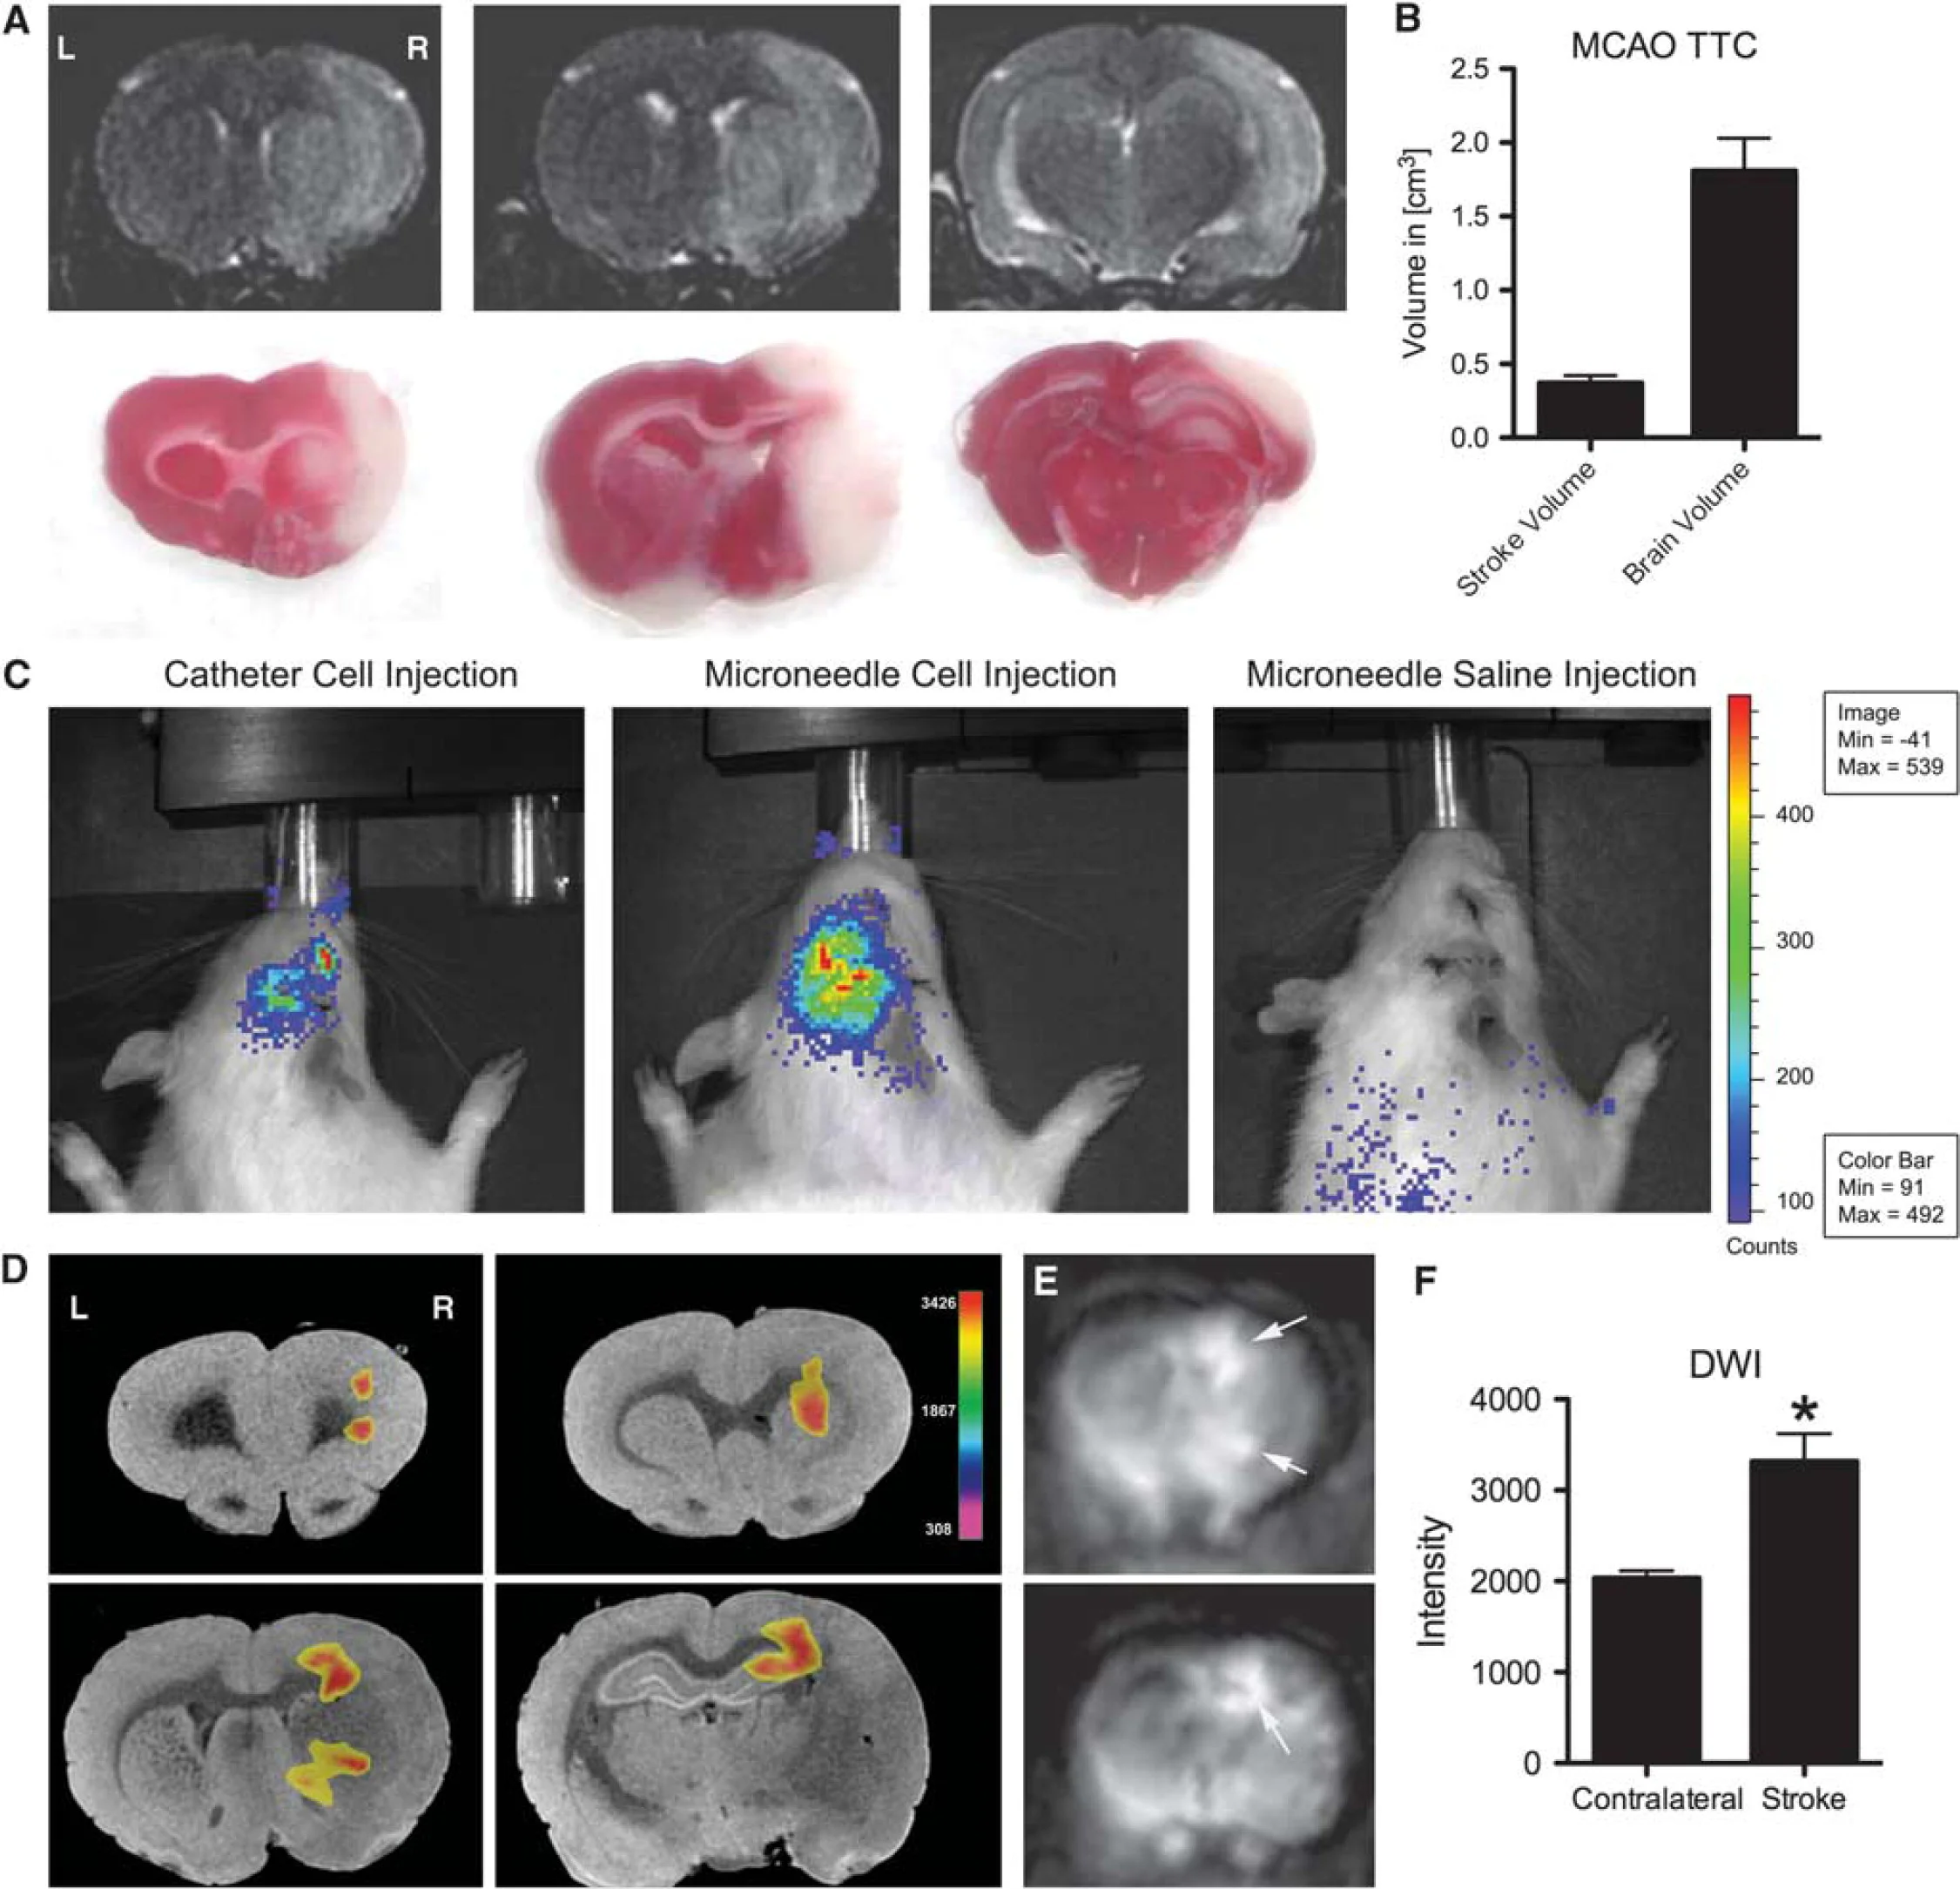 A
L
R
B
MCAO TTC
Volume in [cm³]
2.5
2.0
1.5
1.0
0.5
0.0
Stroke Volume
Brain Volume
C
Catheter Cell Injection
Microneedle Cell Injection
Microneedle Saline Injection
Image
Min = -41
Max = 539
400
300
200
100
Counts
Color Bar
Min = 91
Max = 492
D
L
R
3426
1867
308
E
F
DWI
Intensity
4000
3000
2000
1000
0
*
Contralateral
Stroke